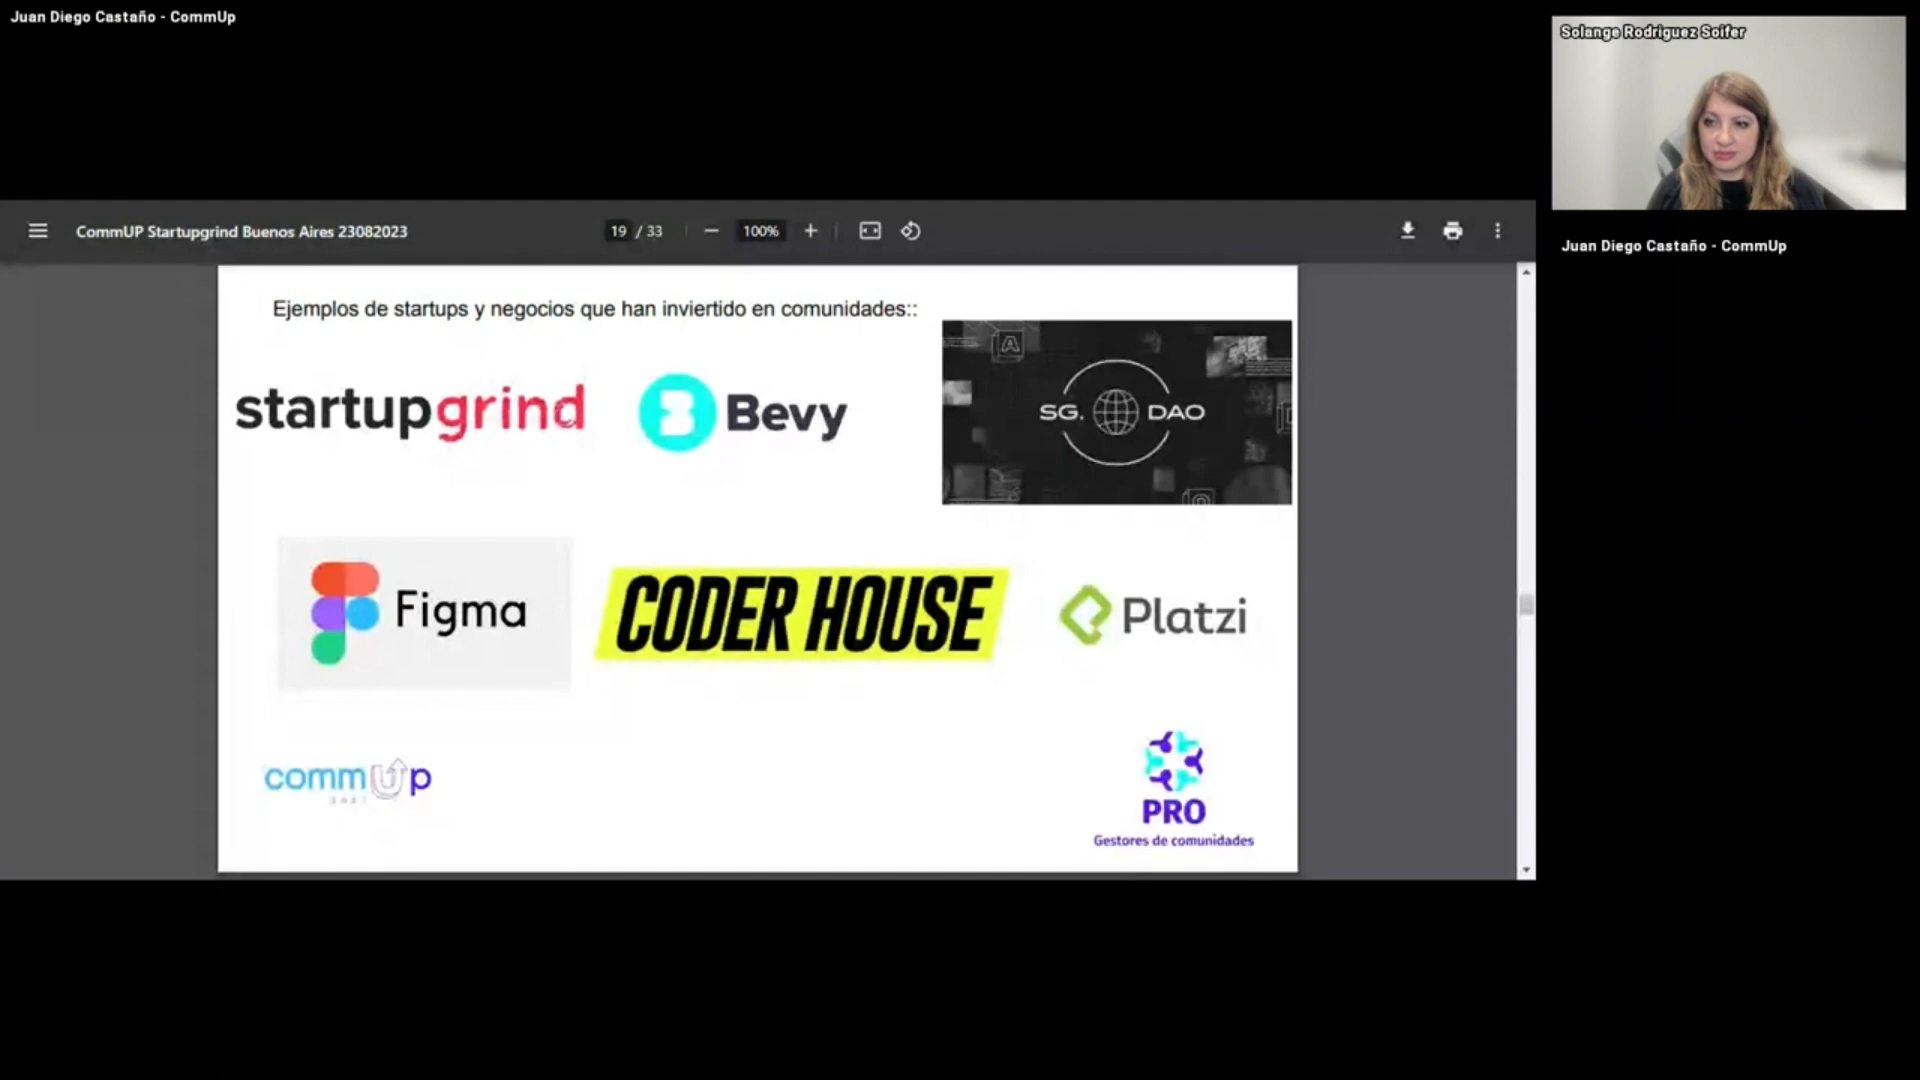 Juan Diego Castaño - CommUp
Solange Rodriguez Soifer
Juan Diego Castaño - CommUp
CommUP Startupgrind Buenos Aires 23082023
19 / 33
100%
Ejemplos de startups y negocios que han inviertido en comunidades::
startupgrind
Bevy
A
SG. DAO
Figma
CODER HOUSE
Platzi
commUp
PRO
Gestores de comunidades